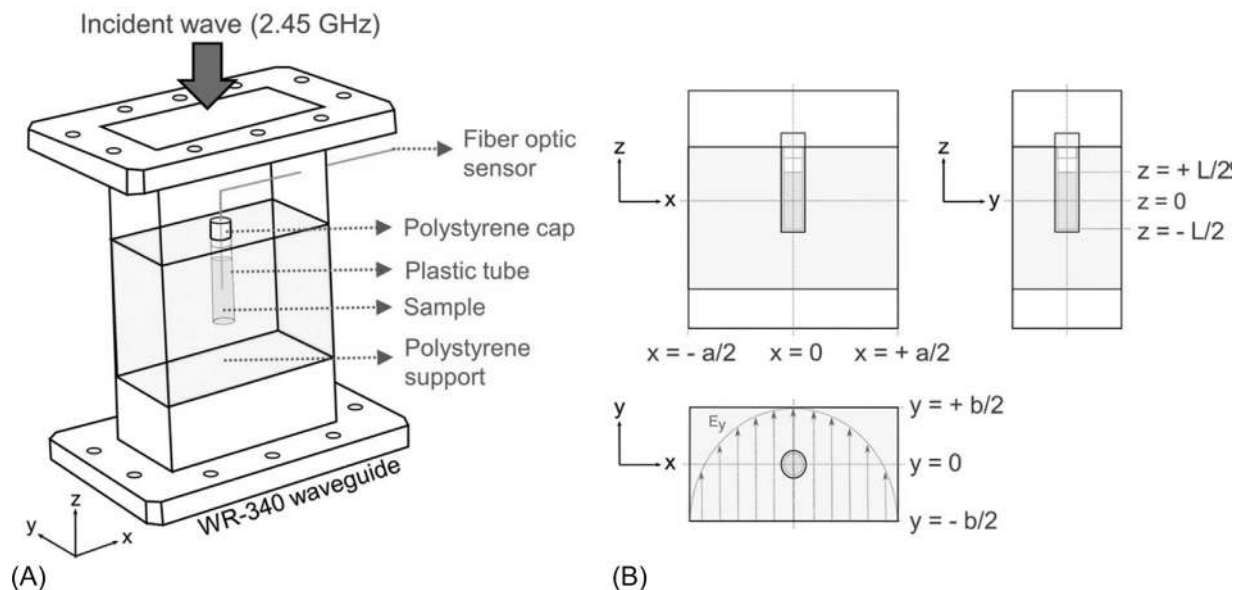 Incident wave (2.45 GHz)
Fiber optic
sensor
Polystyrene cap
Plastic tube
Sample
Polystyrene
support
WR-340 waveguide
z
y
x
(A)
z
x
z
y
z = + L/2
z = 0
z = - L/2
x = - a/2 x = 0 x = + a/2
y
x
E_y
y = + b/2
y = 0
y = - b/2
(B)